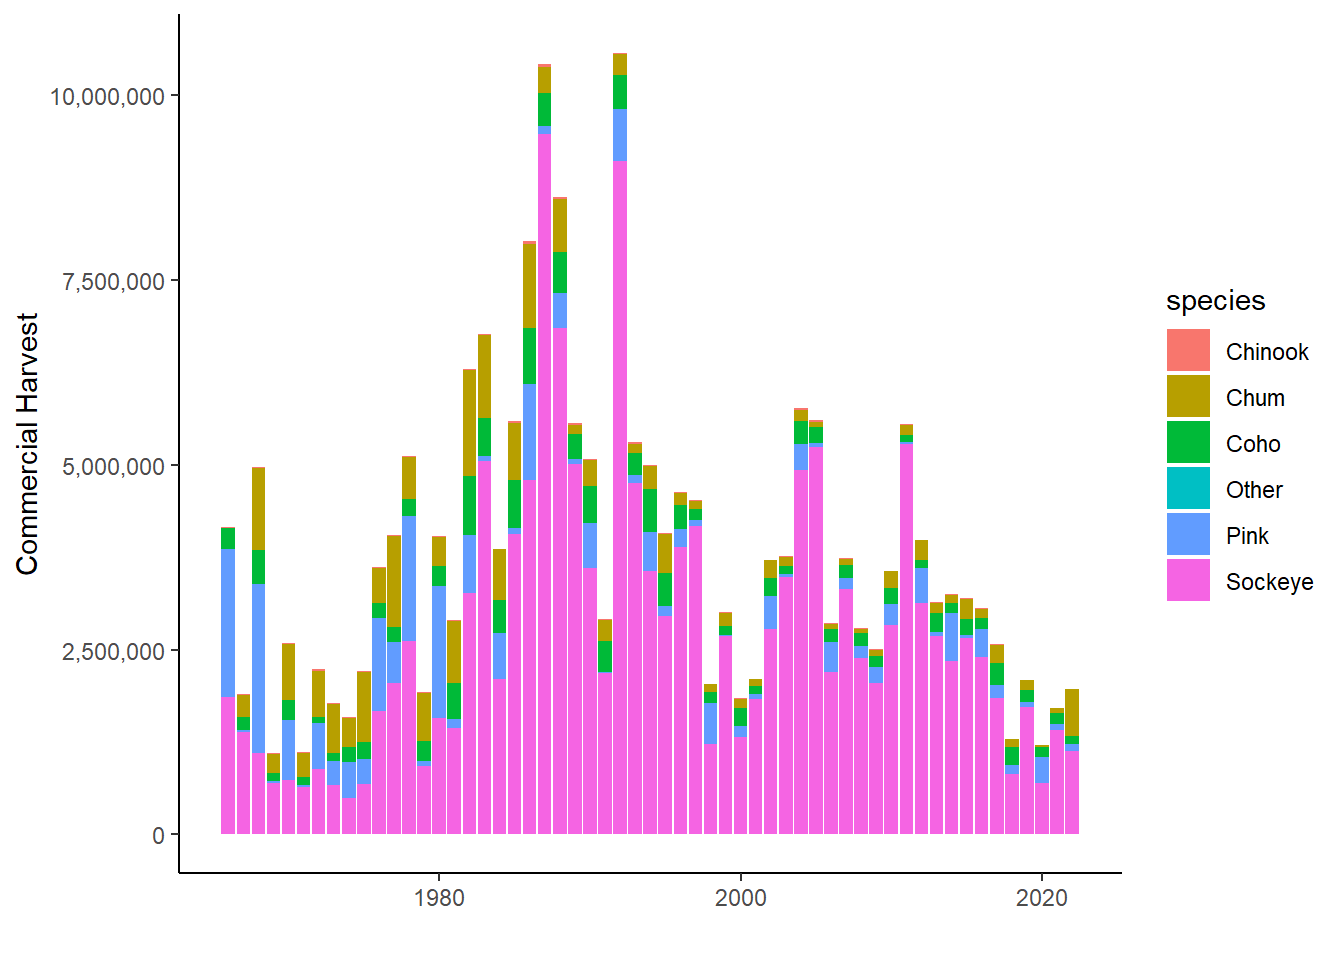 Commercial Harvest
10,000,000
7,500,000
5,000,000
2,500,000
0
1980
2000
2020
species
Chinook
Chum
Coho
Other
Pink
Sockeye